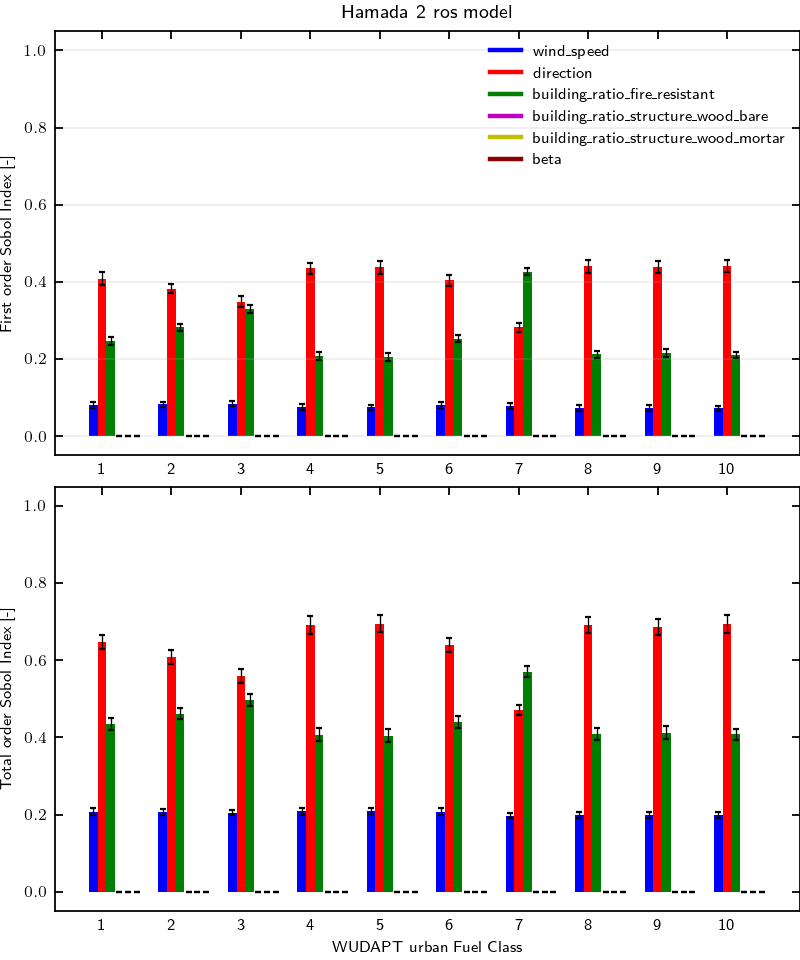 Hamada 2 ros model
First order Sobol Index [-]
1.0
0.8
0.6
0.4
0.2
0.0
wind_speed
direction
building_ratio_fire_resistant
building_ratio_structure_wood_bare
building_ratio_structure_wood_mortar
beta
1 2 3 4 5 6 7 8 9 10
Total order Sobol Index [-]
1.0
0.8
0.6
0.4
0.2
0.0
1 2 3 4 5 6 7 8 9 10
WUDAPT urban Fuel Class